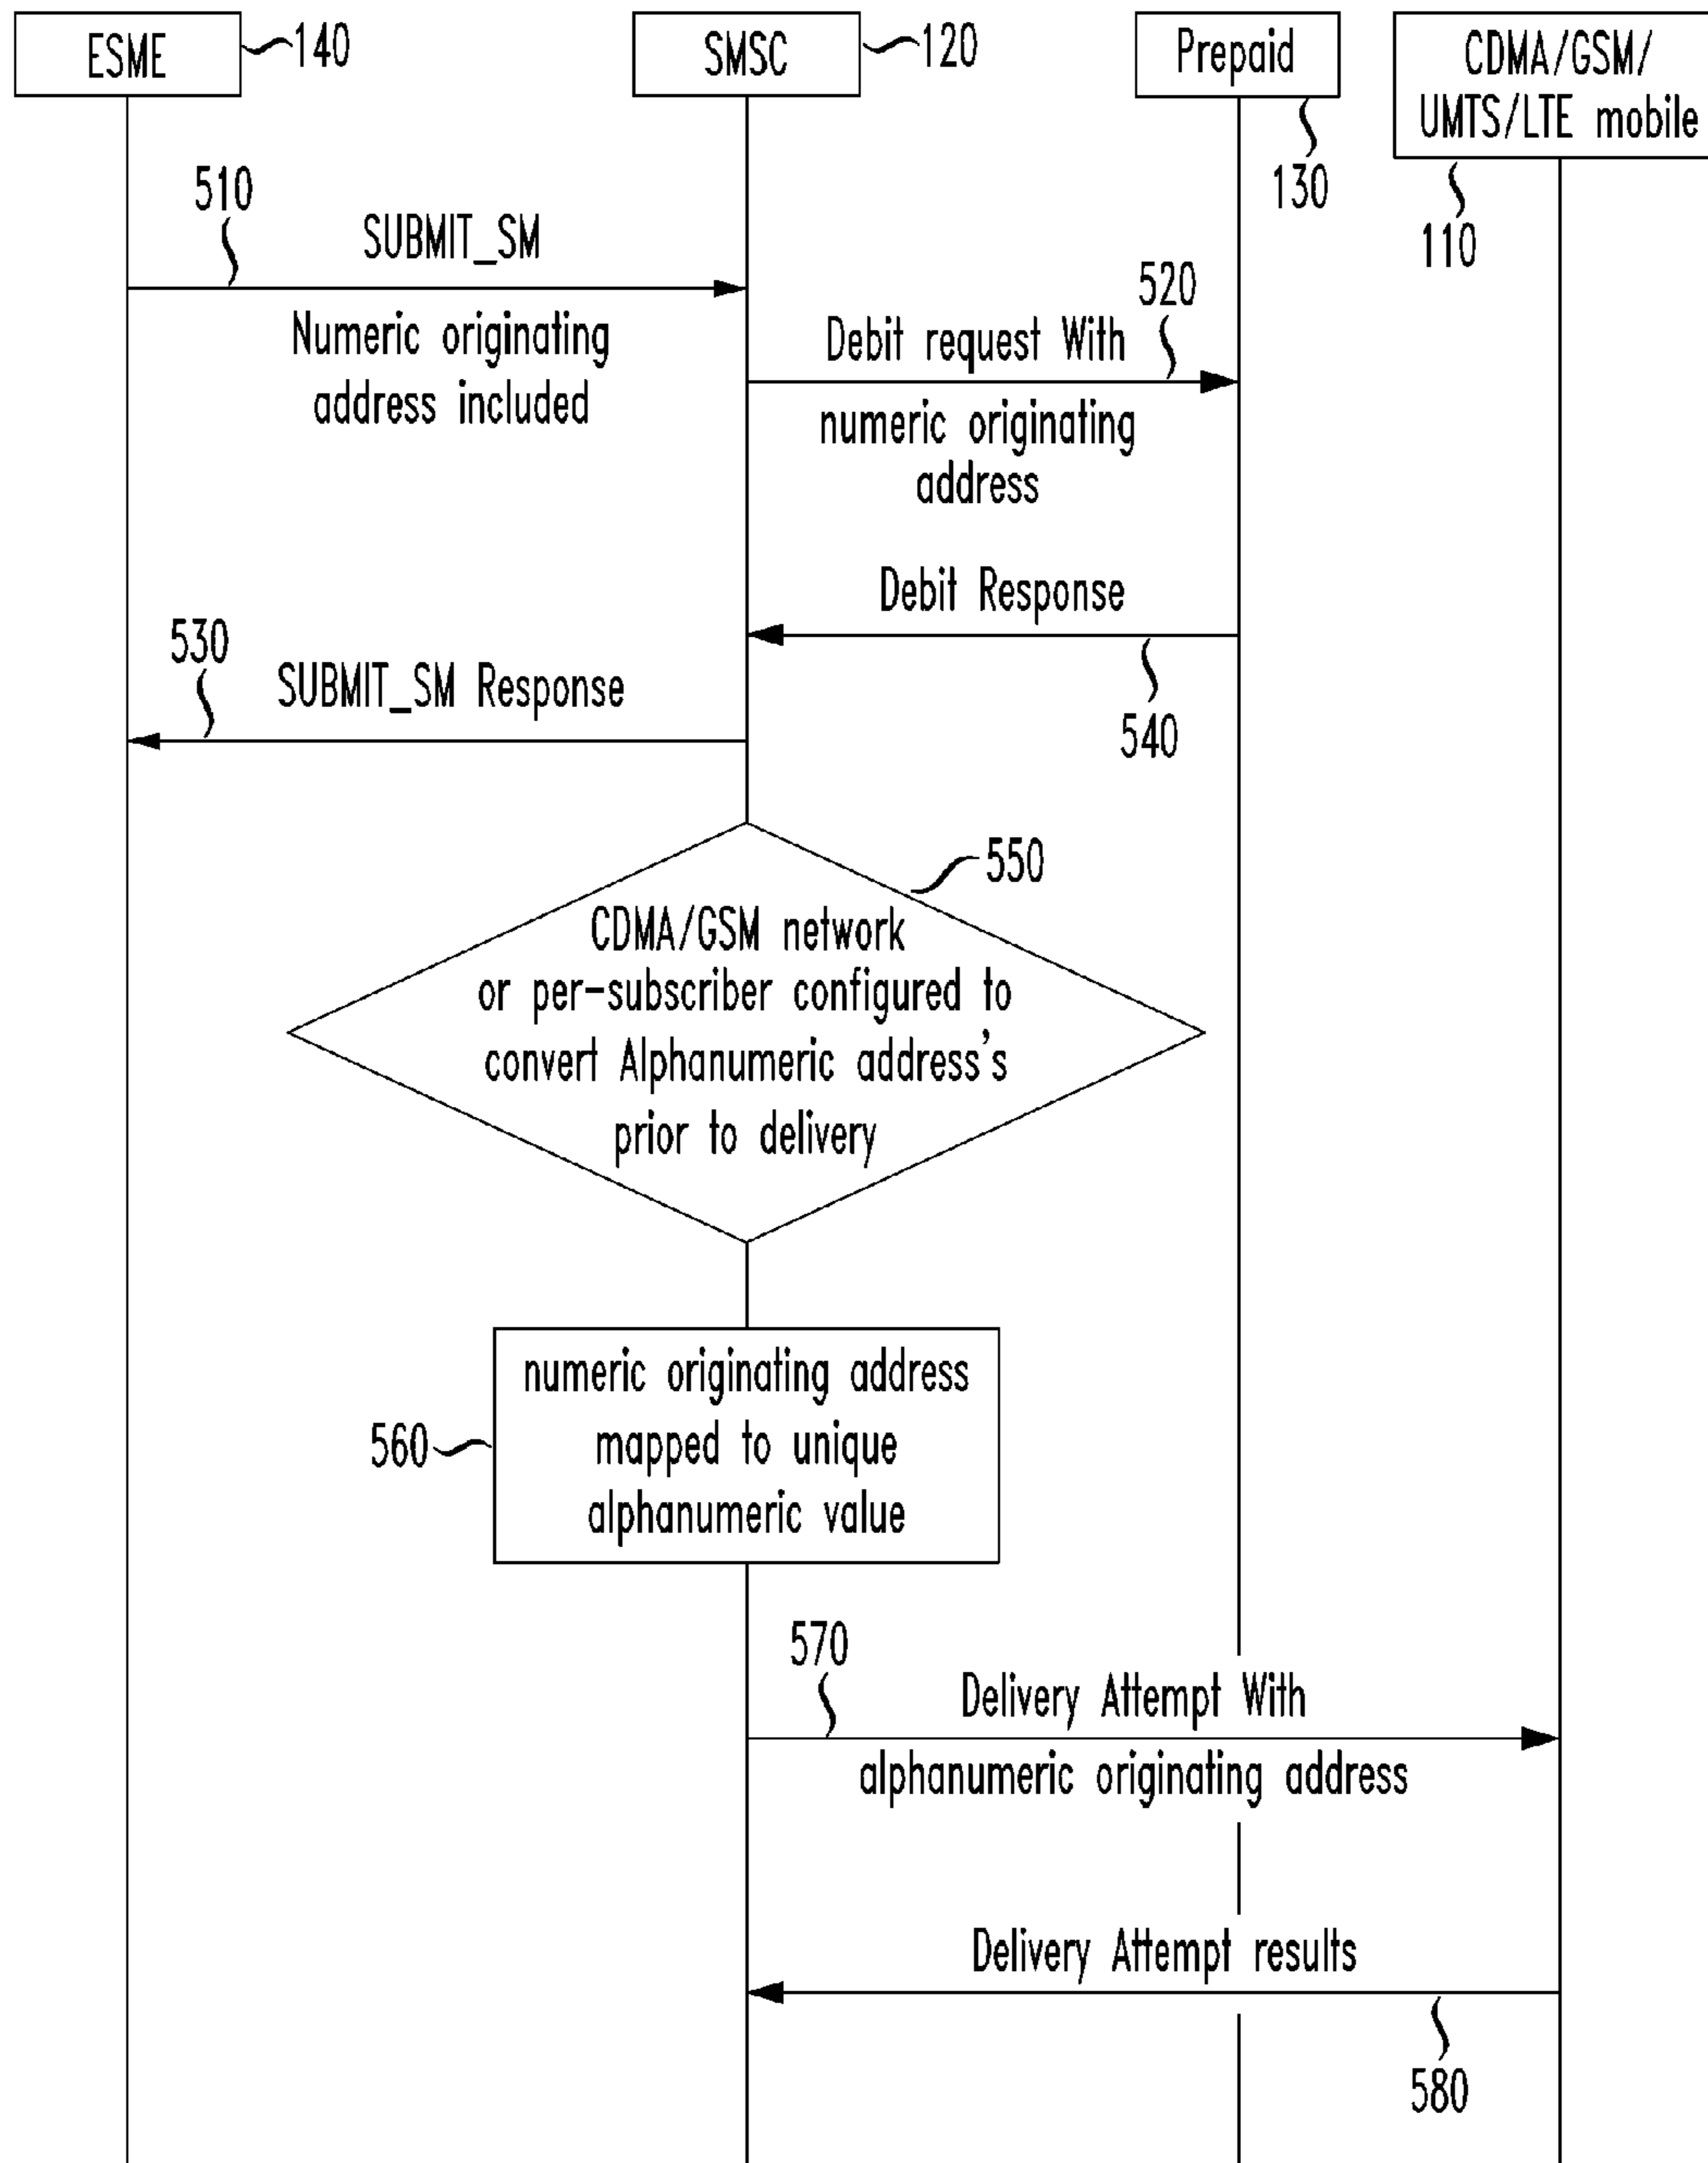 ESME
140
SMSC
120
Prepaid
130
CDMA/GSM/
UMTS/LTE mobile
110
510
SUBMIT_SM
Numeric originating
address included
520
Debit request With
numeric originating
address
Debit Response
540
530
SUBMIT_SM Response
550
CDMA/GSM network
or per-subscriber configured to
convert Alphanumeric address's
prior to delivery
560
numeric originating address
mapped to unique
alphanumeric value
570
Delivery Attempt With
alphanumeric originating address
Delivery Attempt results
580